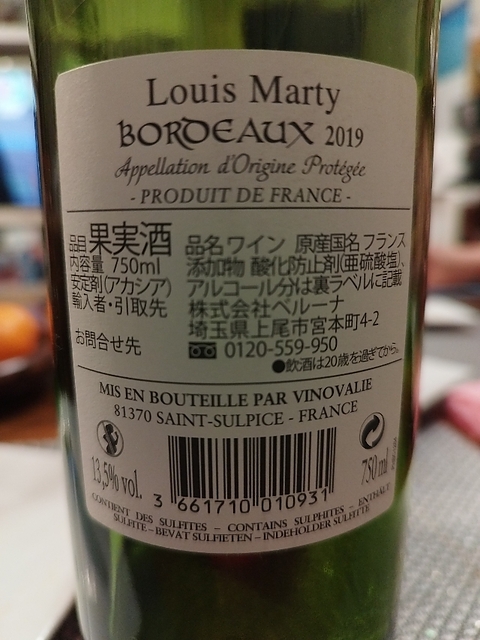 Louis Marty
BORDEAUX 2019
Appellation d'Origine Protégée
- PRODUIT DE FRANCE -
品目 果実酒 品名 ワイン 原産国名 フランス
内容量 750ml 添加物 酸化防止剤(亜硫酸塩)、
安定剤(アカシア) アルコール分は裏ラベルに記載
輸入者・引取先 株式会社ベルーナ
埼玉県上尾市宮本町4-2
お問合せ先 0120-559-950
●飲酒は20歳を過ぎてから。
MIS EN BOUTEILLE PAR VINOVALIE
81370 SAINT-SULPICE - FRANCE
13,5% vol.
750 ml
3 661710 010931
CONTIENT DES SULFITES – CONTAINS SULPHITES – ENTHÄLT
SULFITE – BEVAT SULFIETEN – INDEHOLDER SULFITTE